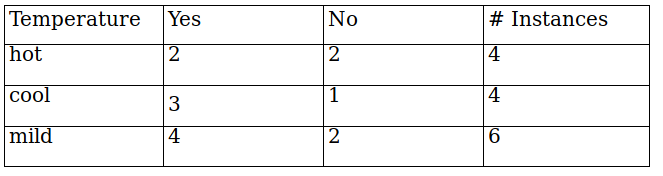 Temperature Yes No # Instances
hot 2 2 4
cool 3 1 4
mild 4 2 6